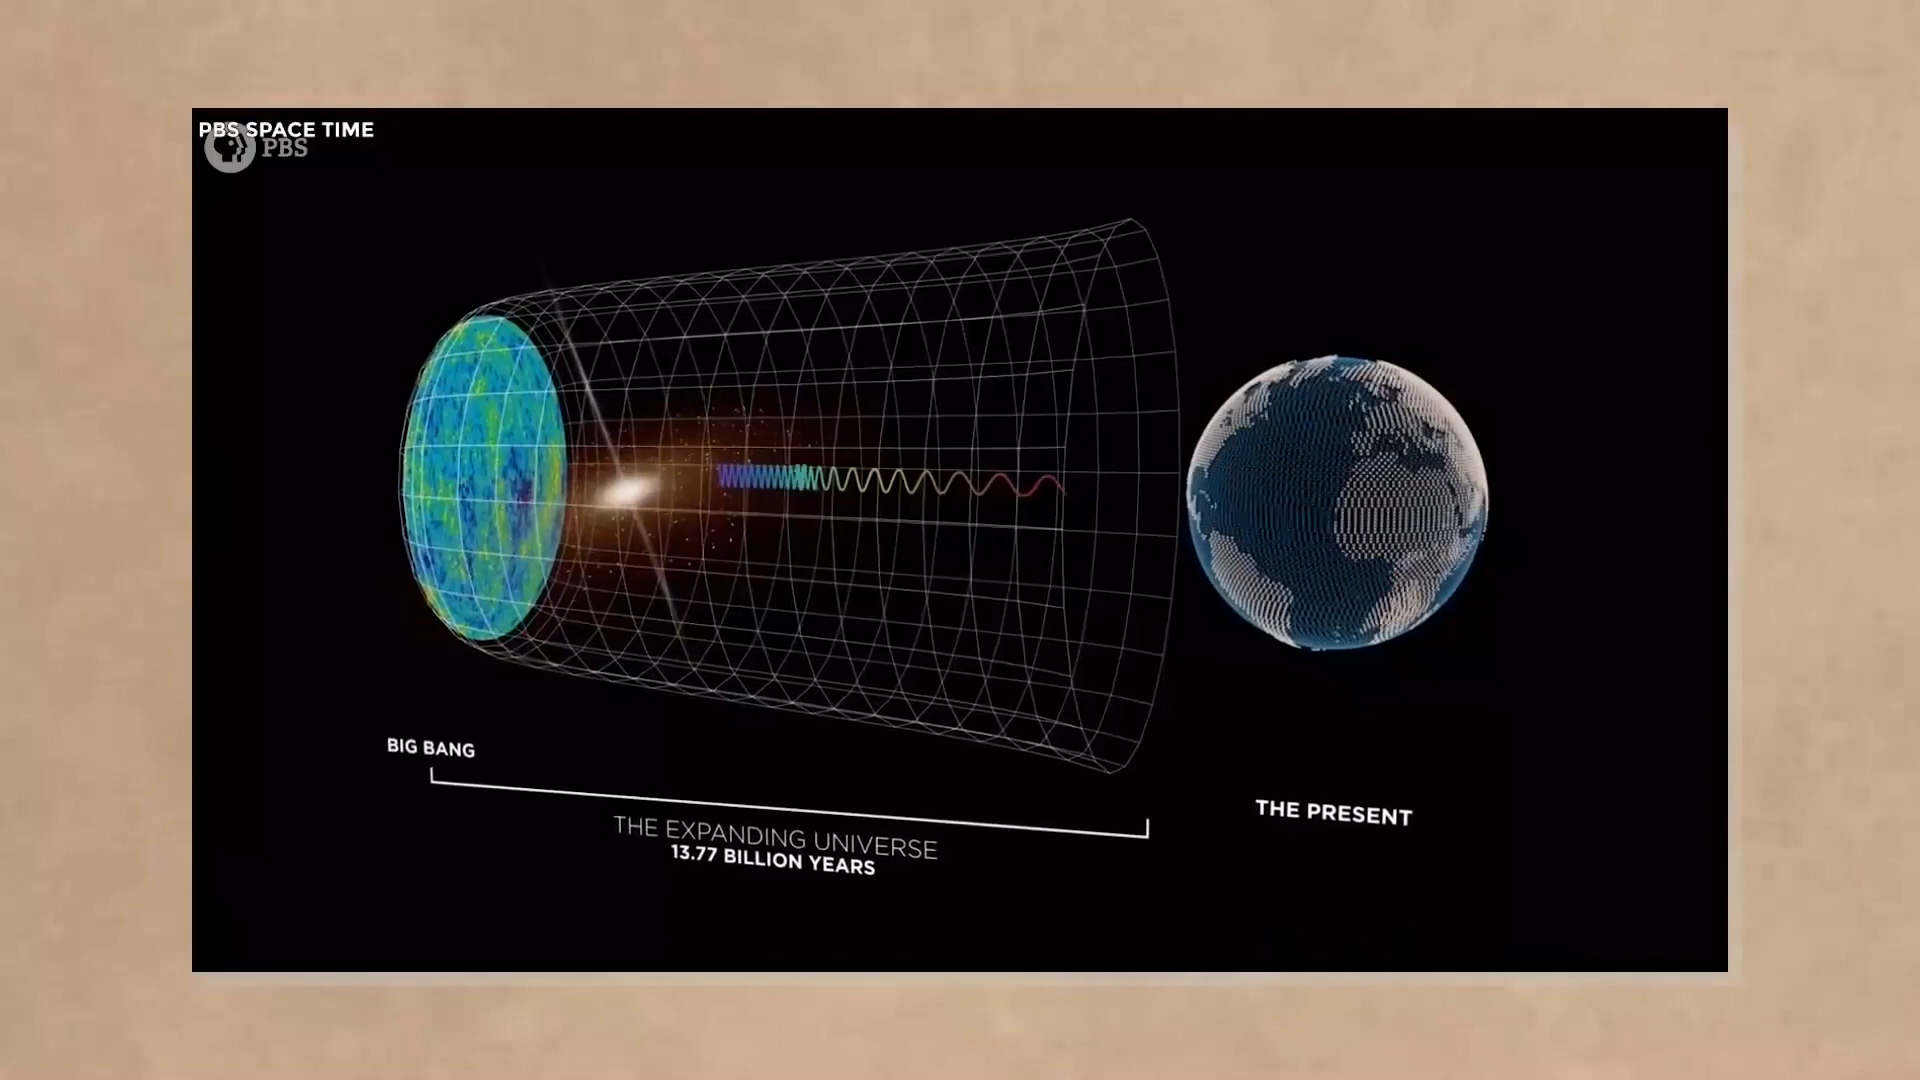 PBS SPACE TIME
PBS
BIG BANG
THE EXPANDING UNIVERSE
13.77 BILLION YEARS
THE PRESENT